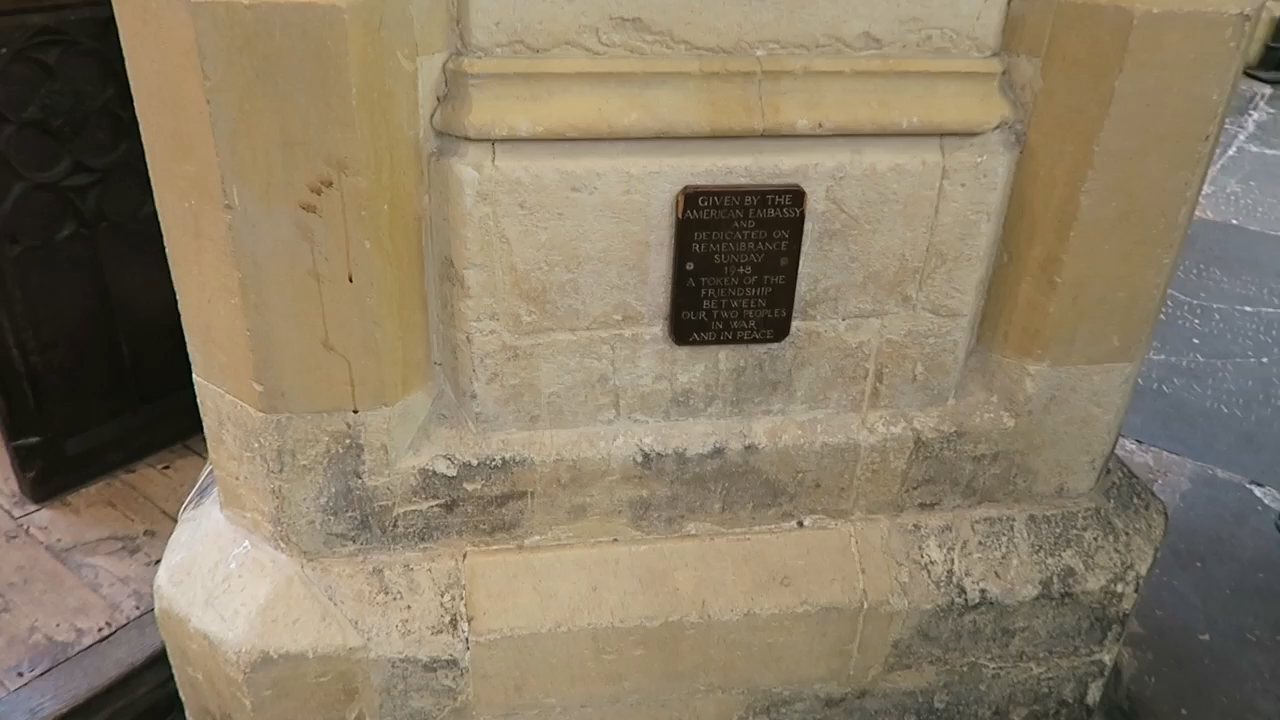 GIVEN BY THE
AMERICAN EMBASSY
AND
DEDICATED ON
REMEMBRANCE
SUNDAY
1948
A TOKEN OF THE
FRIENDSHIP
BETWEEN
OUR TWO PEOPLES
IN WAR
AND IN PEACE